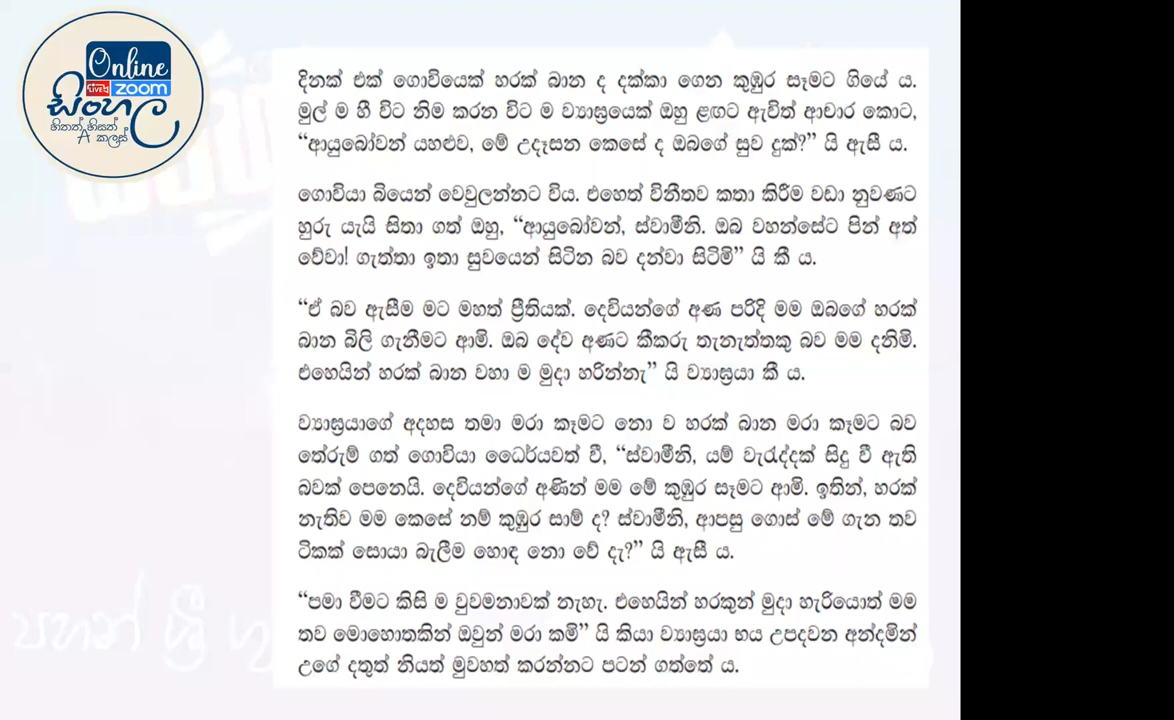 Online
LIVE zoom
සිංහල
හිතත් හිසත්
A කලස්
දිනක් එක් ගොවියෙක් හරක් බාන ද දක්කා ගෙන කුඹුර සෑමට ගියේ ය.
මුල් ම හී විට නිම කරන විට ම ව්‍යාඝ්‍රයෙක් ඔහු ළඟට ඇවිත් ආචාර කොට,
“ආයුබෝවන් යහළුව, මේ උදෑසන කෙසේ ද ඔබගේ සුව දුක්?” යි ඇසී ය.
ගොවියා බියෙන් වෙවුලන්නට විය. එහෙත් විනීතව කතා කිරීම වඩා නුවණට
හුරු යැයි සිතා ගත් ඔහු, “ආයුබෝවන්, ස්වාමීනි. ඔබ වහන්සේට පින් අත්
වේවා! ගැත්තා ඉතා සුවයෙන් සිටින බව දන්වා සිටිමි” යි කී ය.
“ඒ බව ඇසීම මට මහත් ප්‍රීතියක්. දෙවියන්ගේ අණ පරිදි මම ඔබගේ හරක්
බාන බිලි ගැනීමට ආමි. ඔබ දේව අණට කීකරු තැනැත්තකු බව මම දනිමි.
එහෙයින් හරක් බාන වහා ම මුදා හරින්නැ” යි ව්‍යාඝ්‍රයා කී ය.
ව්‍යාඝ්‍රයාගේ අදහස තමා මරා කෑමට නො ව හරක් බාන මරා කෑමට බව
තේරුම් ගත් ගොවියා ධෛර්යවත් වී, “ස්වාමීනි, යම් වැරැද්දක් සිදු වී ඇති
බවක් පෙනෙයි. දෙවියන්ගේ අණින් මම මේ කුඹුර සෑමට ආමි. ඉතින්, හරක්
නැතිව මම කෙසේ නම් කුඹුර සාම් ද? ස්වාමීනි, ආපසු ගොස් මේ ගැන තව
ටිකක් සොයා බැලීම හොඳ නො වේ දැ?” යි ඇසී ය.
“පමා වීමට කිසි ම වුවමනාවක් නැහැ. එහෙයින් හරකුන් මුදා හැරියොත් මම
තව මොහොතකින් ඔවුන් මරා කමි” යි කියා ව්‍යාඝ්‍රයා භය උපදවන අන්දමින්
උගේ දතුත් නියත් මුවහත් කරන්නට පටන් ගත්තේ ය.
පහන් ශ්‍රී